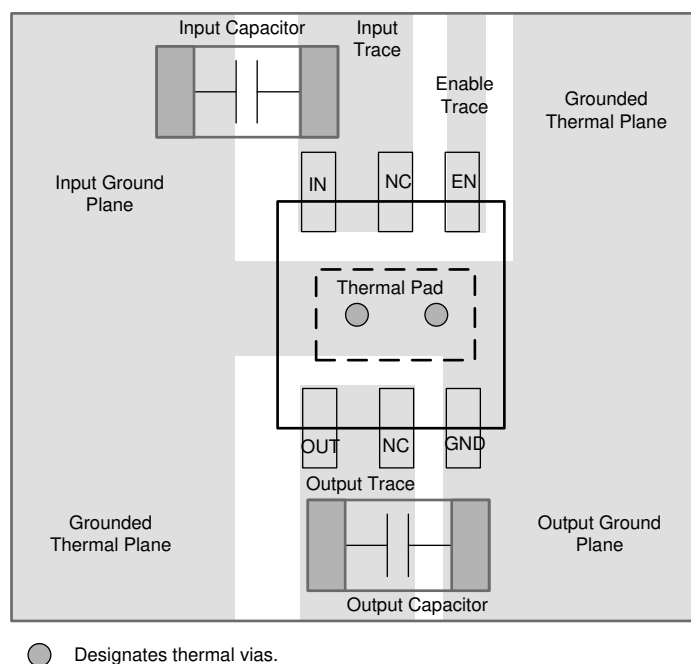 Input Capacitor
Input
Trace
Enable
Trace
Grounded
Thermal Plane
Input Ground
Plane
IN
NC
EN
Thermal Pad
OUT
NC
GND
Output Trace
Grounded
Thermal Plane
Output Ground
Plane
Output Capacitor
Designates thermal vias.